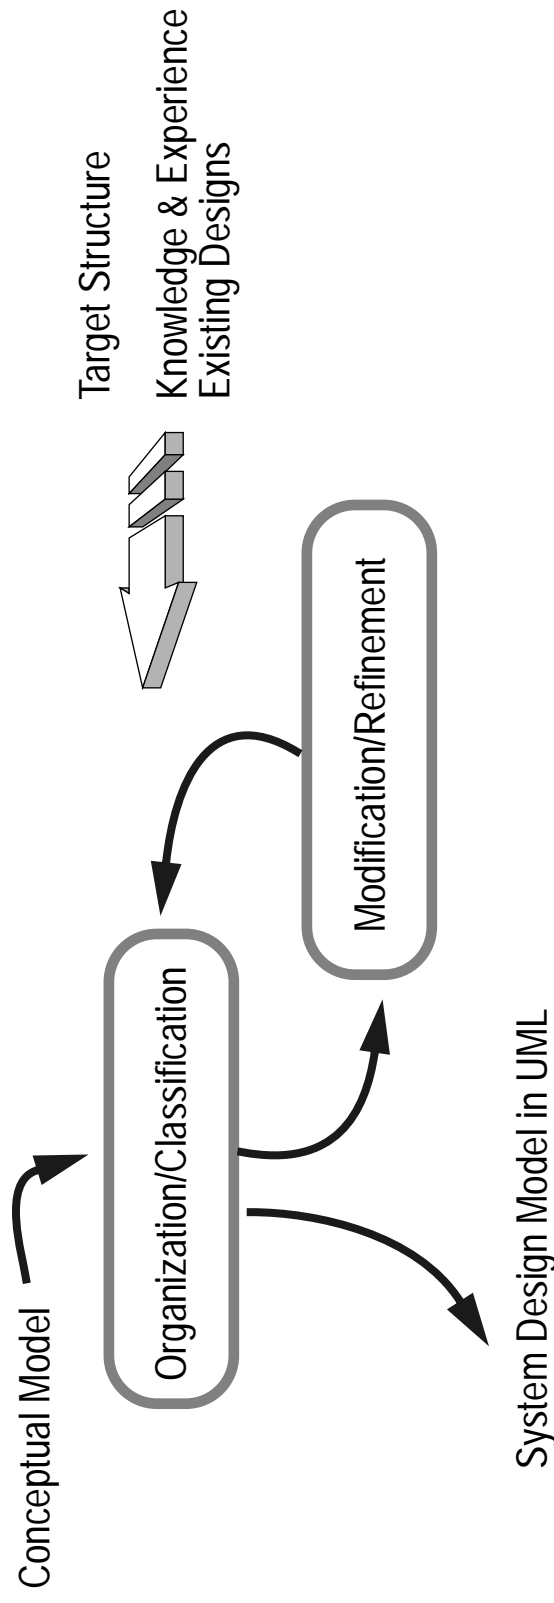 Conceptual Model
Target Structure
Knowledge & Experience
Existing Designs
Organization/Classification
Modification/Refinement
System Design Model in UML